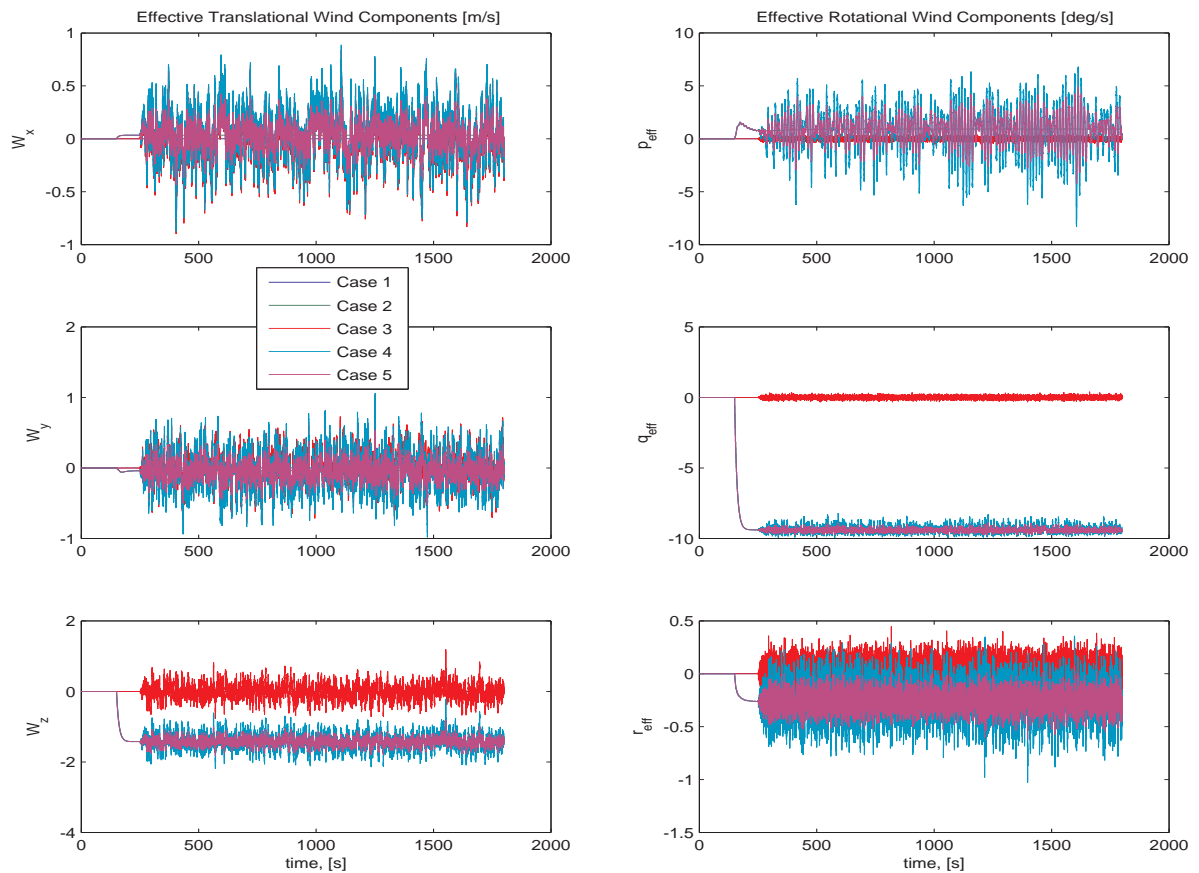 Effective Translational Wind Components [m/s]
1
0.5
0
-0.5
-1
W_x
0 500 1000 1500 2000
Effective Rotational Wind Components [deg/s]
10
5
0
-5
-10
p_eff
0 500 1000 1500 2000
Case 1
Case 2
Case 3
Case 4
Case 5
2
1
0
-1
W_y
0 500 1000 1500 2000
5
0
-5
-10
q_eff
0 500 1000 1500 2000
2
0
-2
-4
W_z
0 500 1000 1500 2000
time, [s]
0.5
0
-0.5
-1
-1.5
r_eff
0 500 1000 1500 2000
time, [s]